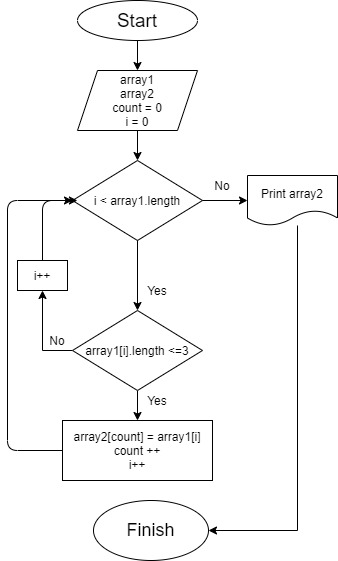 Start
array1
array2
count = 0
i = 0
i < array1.length
No
Print array2
i++
Yes
No
array1[i].length <=3
Yes
array2[count] = array1[i]
count ++
i++
Finish